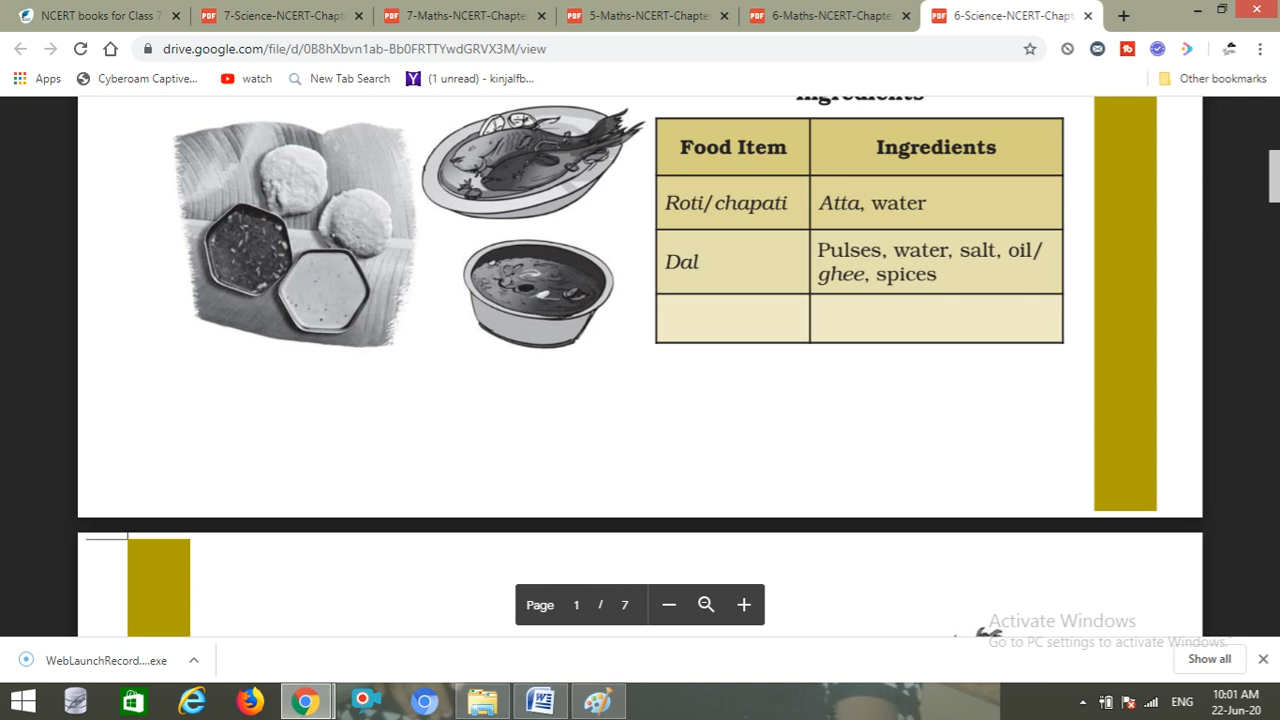 NCERT books for Class 7
7-Science-NCERT-Chapte
7-Maths-NCERT-Chapter
5-Maths-NCERT-Chapte
6-Maths-NCERT-Chapte
6-Science-NCERT-Chapt
drive.google.com/file/d/0B8hXbvn1ab-Bb0FRTTYwdGRVX3M/view
Apps
Cyberoam Captive...
watch
New Tab Search
(1 unread) - kinjalfb...
Other bookmarks
Ingredients
Food Item Ingredients
Roti/chapati Atta, water
Dal Pulses, water, salt, oil/
ghee, spices
Page 1 / 7
Activate Windows
Go to PC settings to activate Windows.
WebLaunchRecord....exe
Show all
ENG
10:01 AM
22-Jun-20